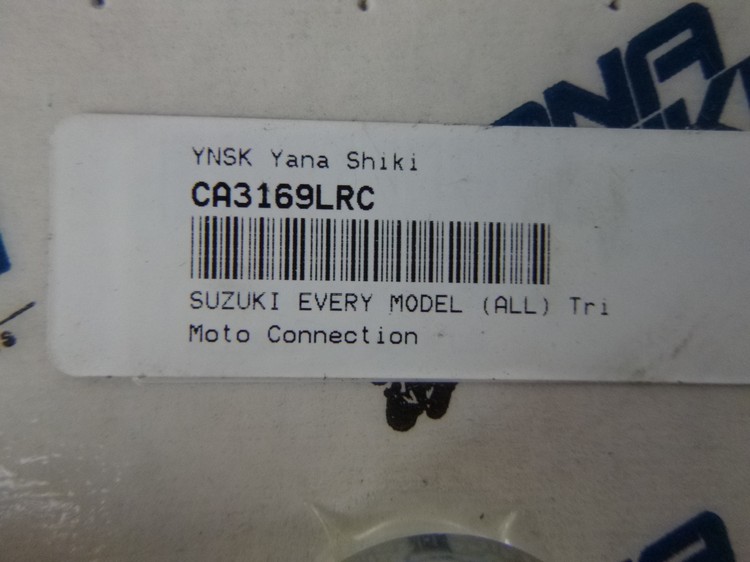 YNSK Yana Shiki
CA3169LRC
SUZUKI EVERY MODEL (ALL) Tri
Moto Connection